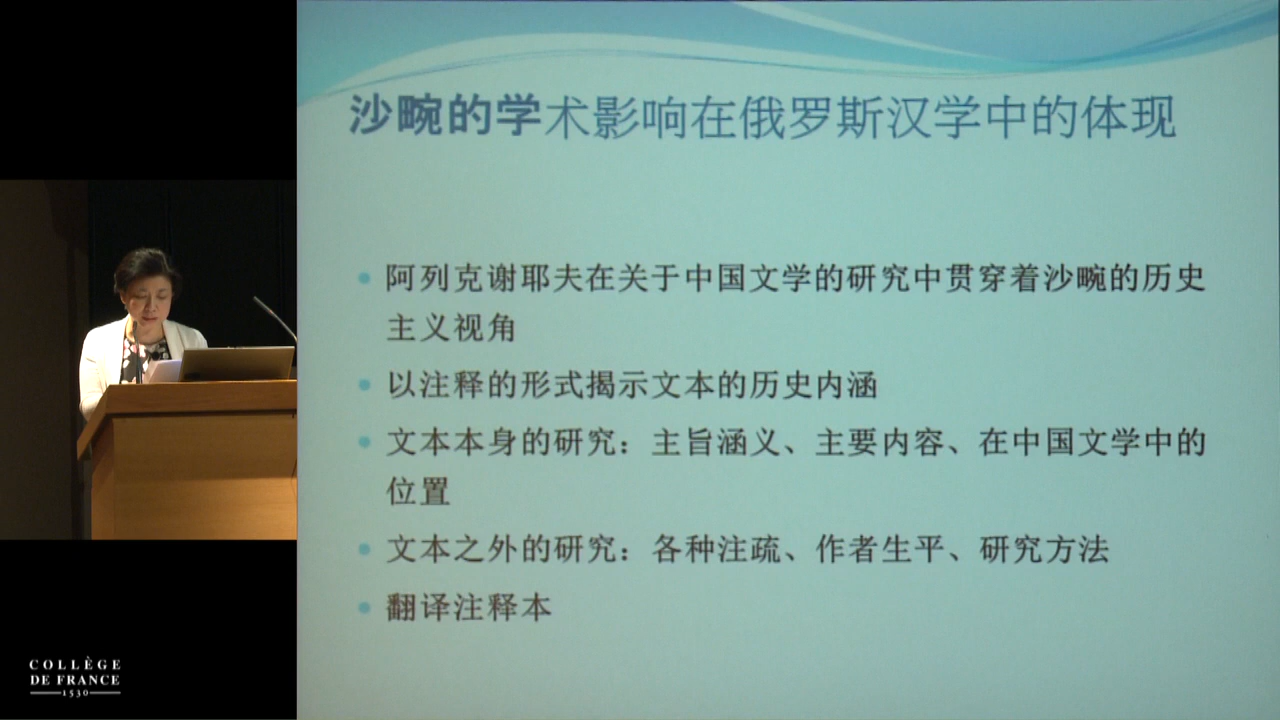 沙畹的学术影响在俄罗斯汉学中的体现
阿列克谢耶夫在关于中国文学的研究中贯穿着沙畹的历史
主义视角
以注释的形式揭示文本的历史内涵
文本本身的研究：主旨涵义、主要内容、在中国文学中的
位置
文本之外的研究：各种注疏、作者生平、研究方法
翻译注释本
COLLÈGE
DE FRANCE
1530